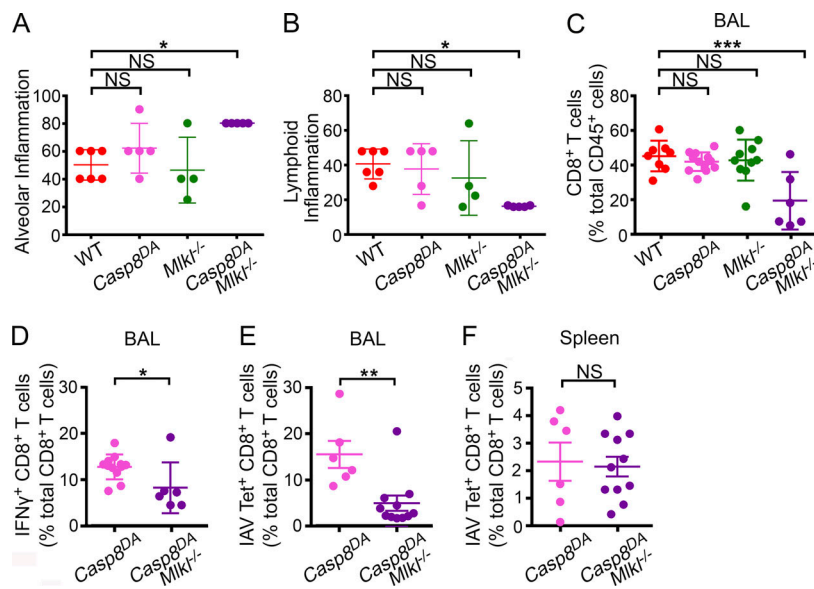 A
*
NS
NS
Alveolar Inflammation
100
80
60
40
20
0
WT
Casp8ᴰᴬ
Mlkl⁻/⁻
Casp8ᴰᴬ
Mlkl⁻/⁻
B
*
NS
NS
Lymphoid
Inflammation
80
60
40
20
0
WT
Casp8ᴰᴬ
Mlkl⁻/⁻
Casp8ᴰᴬ
Mlkl⁻/⁻
C
BAL
***
NS
NS
CD8⁺ T cells
(% total CD45⁺ cells)
80
60
40
20
0
WT
Casp8ᴰᴬ
Mlkl⁻/⁻
Casp8ᴰᴬ
Mlkl⁻/⁻
D
BAL
*
IFNγ⁺ CD8⁺ T cells
(% total CD8⁺ T cells)
30
20
10
0
Casp8ᴰᴬ
Casp8ᴰᴬ
Mlkl⁻/⁻
E
BAL
**
IAV Tet⁺ CD8⁺ T cells
(% total CD8⁺ T cells)
30
20
10
0
Casp8ᴰᴬ
Casp8ᴰᴬ
Mlkl⁻/⁻
F
Spleen
NS
IAV Tet⁺ CD8⁺ T cells
(% total CD8⁺ T cells)
5
4
3
2
1
0
Casp8ᴰᴬ
Casp8ᴰᴬ
Mlkl⁻/⁻